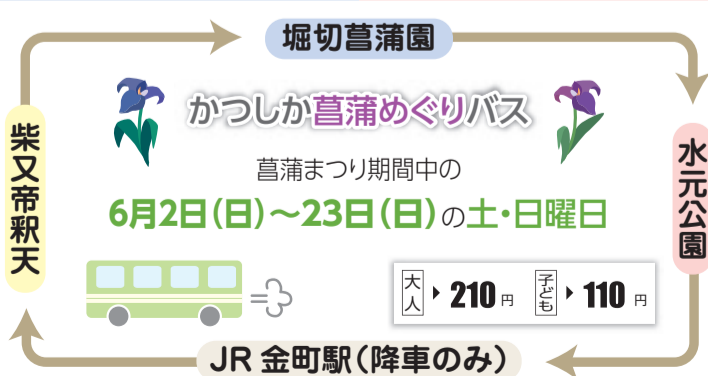 堀切菖蒲園
かつしか菖蒲めぐりバス
菖蒲まつり期間中の
6月2日(日)～23日(日)の土・日曜日
柴又帝釈天
水元公園
大人 210円 子ども 110円
JR 金町駅(降車のみ)